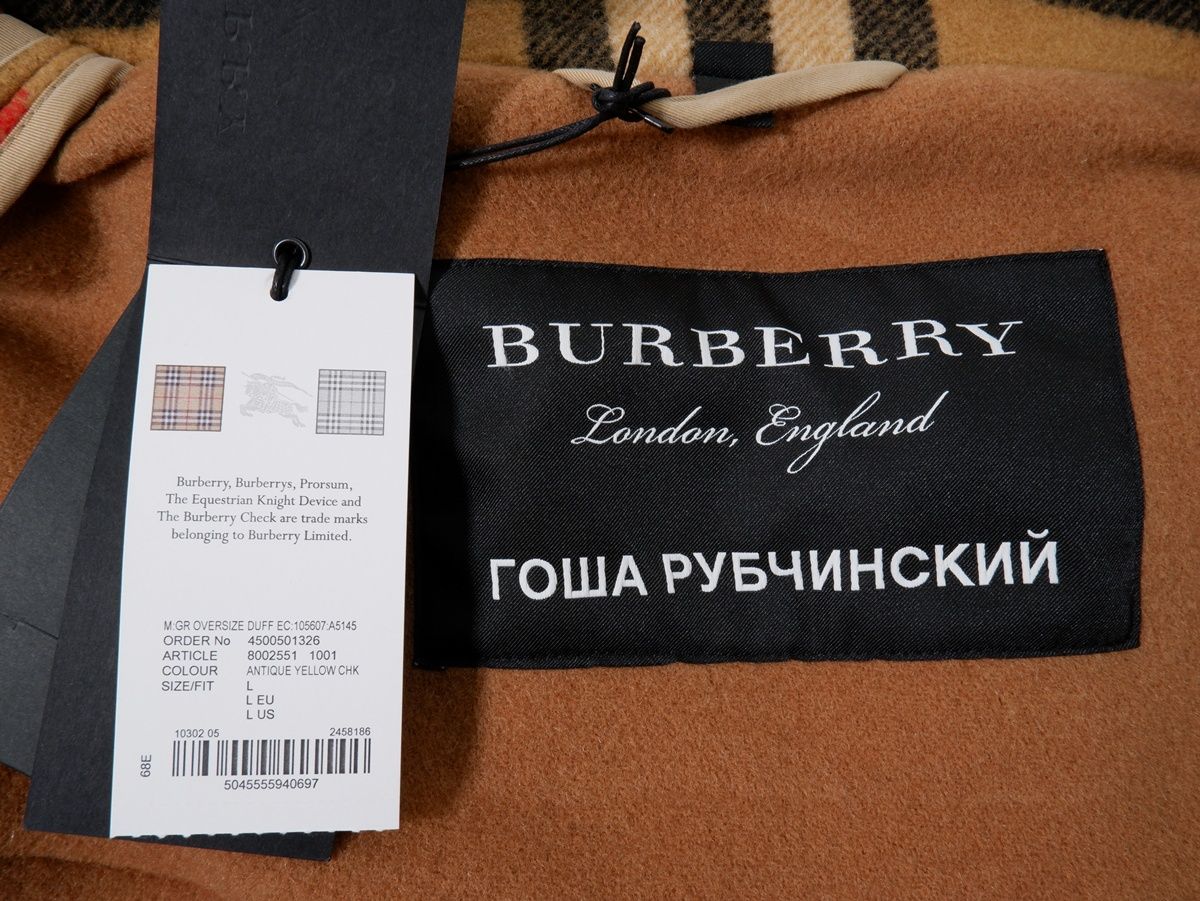 Burberry, Burberrys, Prorsum,
The Equestrian Knight Device and
The Burberry Check are trade marks
belonging to Burberry Limited.
M:GR OVERSIZE DUFF EC:105607:A5145
ORDER No 4500501326
ARTICLE 8002551 1001
COLOUR ANTIQUE YELLOW CHK
SIZE/FIT L
L EU
L US
10302 05 2458186
68E
5045555940697
BURBERRY
London, England
ГОША РУБЧИНСКИЙ